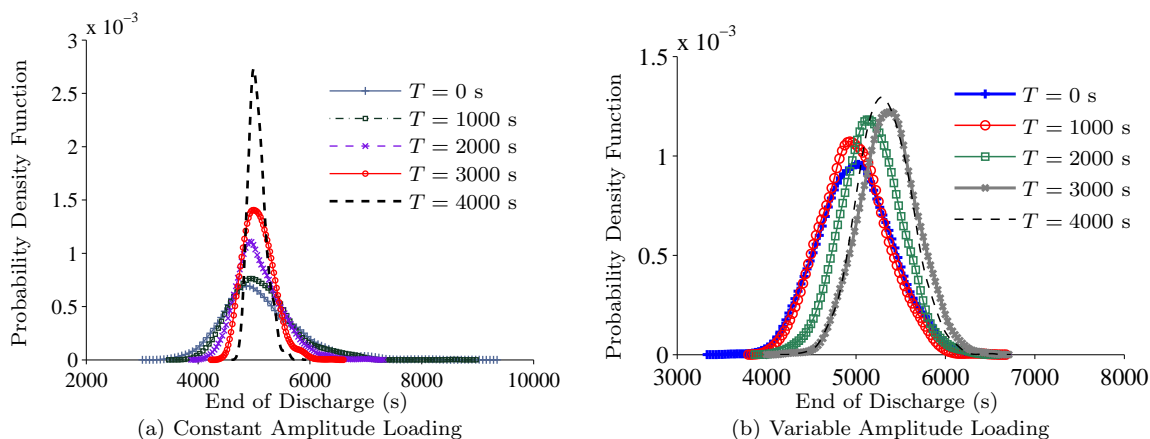 x 10⁻³
3
2.5
2
1.5
1
0.5
0
2000
4000
6000
8000
10000
Probability Density Function
End of Discharge (s)
T = 0 s
T = 1000 s
T = 2000 s
T = 3000 s
T = 4000 s
(a) Constant Amplitude Loading
x 10⁻³
1.5
1
0.5
0
3000
4000
5000
6000
7000
8000
Probability Density Function
End of Discharge (s)
T = 0 s
T = 1000 s
T = 2000 s
T = 3000 s
T = 4000 s
(b) Variable Amplitude Loading